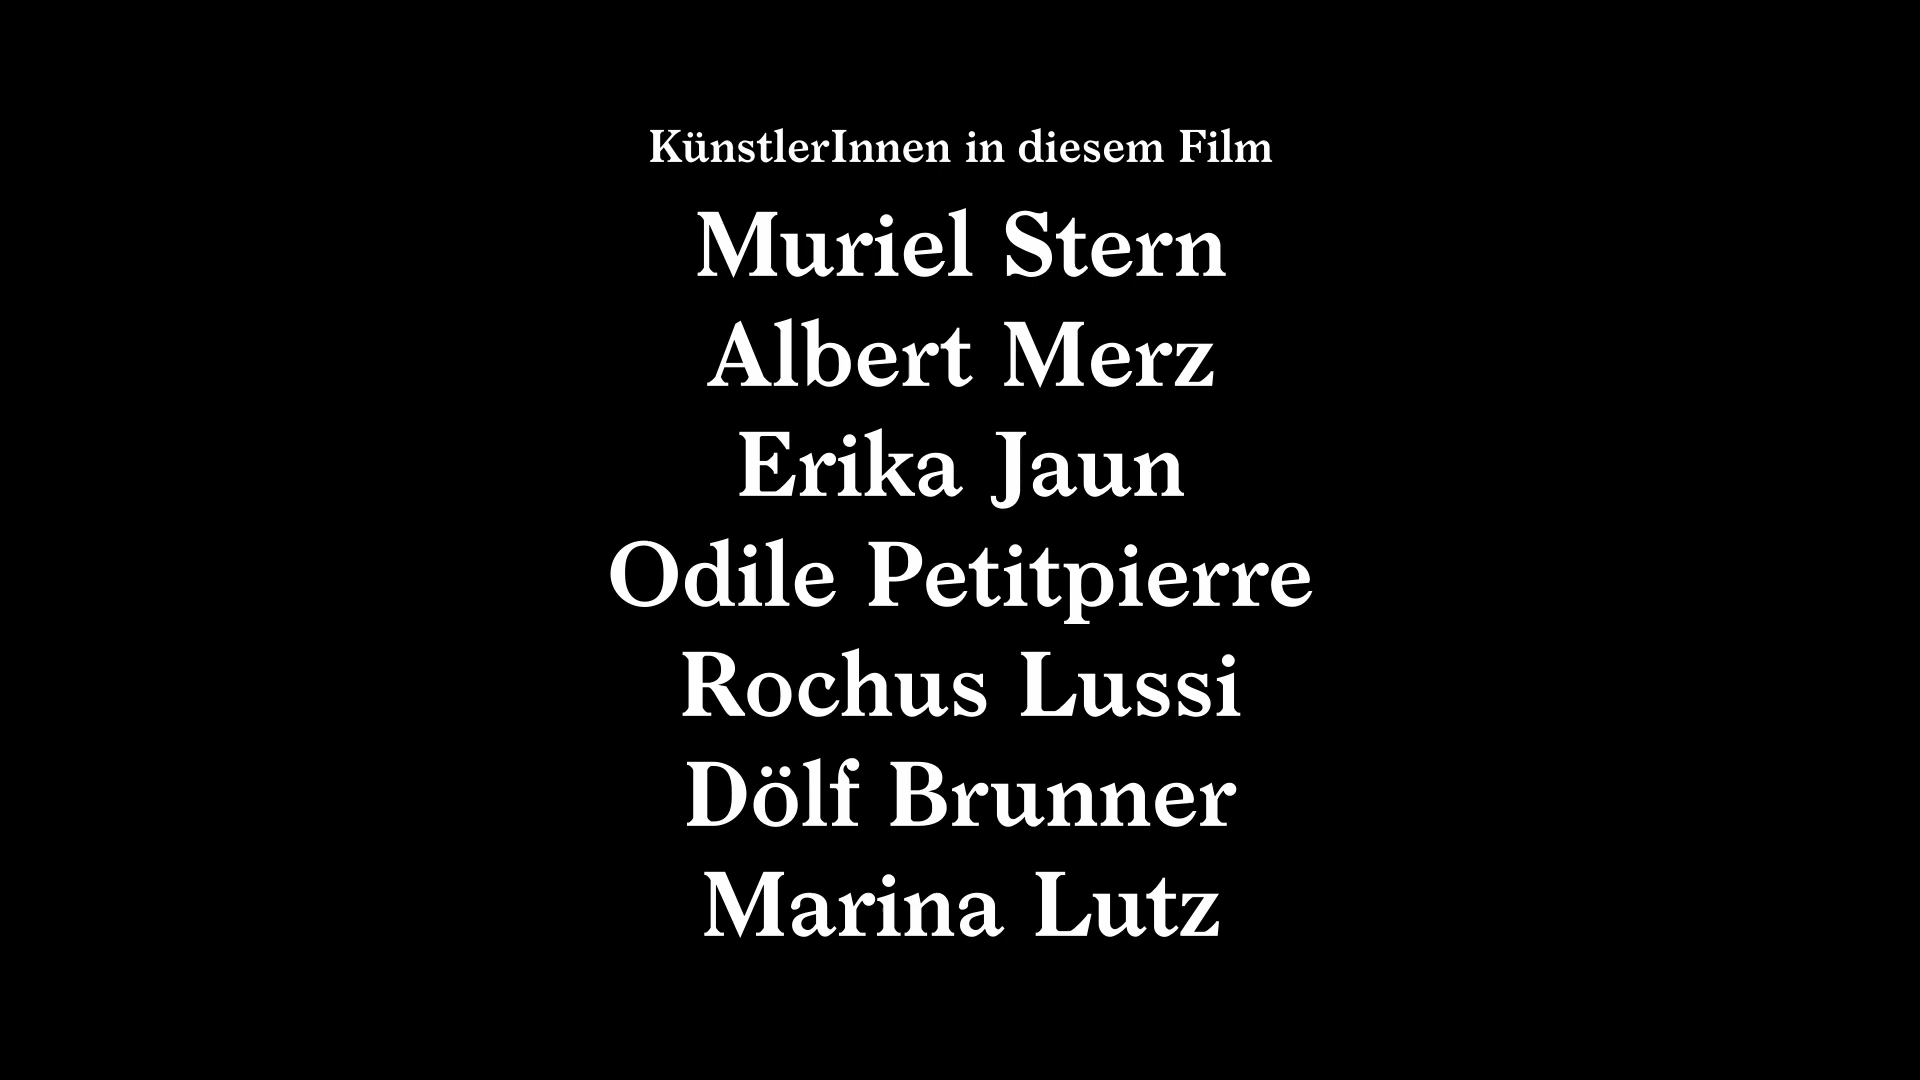 KünstlerInnen in diesem Film
Muriel Stern
Albert Merz
Erika Jaun
Odile Petitpierre
Rochus Lussi
Dölf Brunner
Marina Lutz